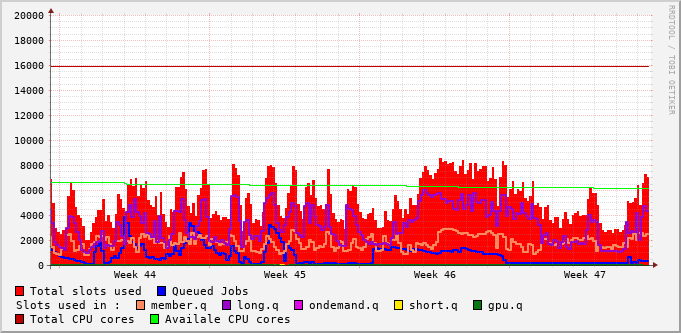 20000
18000
16000
14000
12000
10000
8000
6000
4000
2000
0
Week 44 Week 45 Week 46 Week 47
RRDTOOL / TOBI OETIKER
Total slots used Queued Jobs
Slots used in : member.q long.q ondemand.q short.q gpu.q
Total CPU cores Availale CPU cores